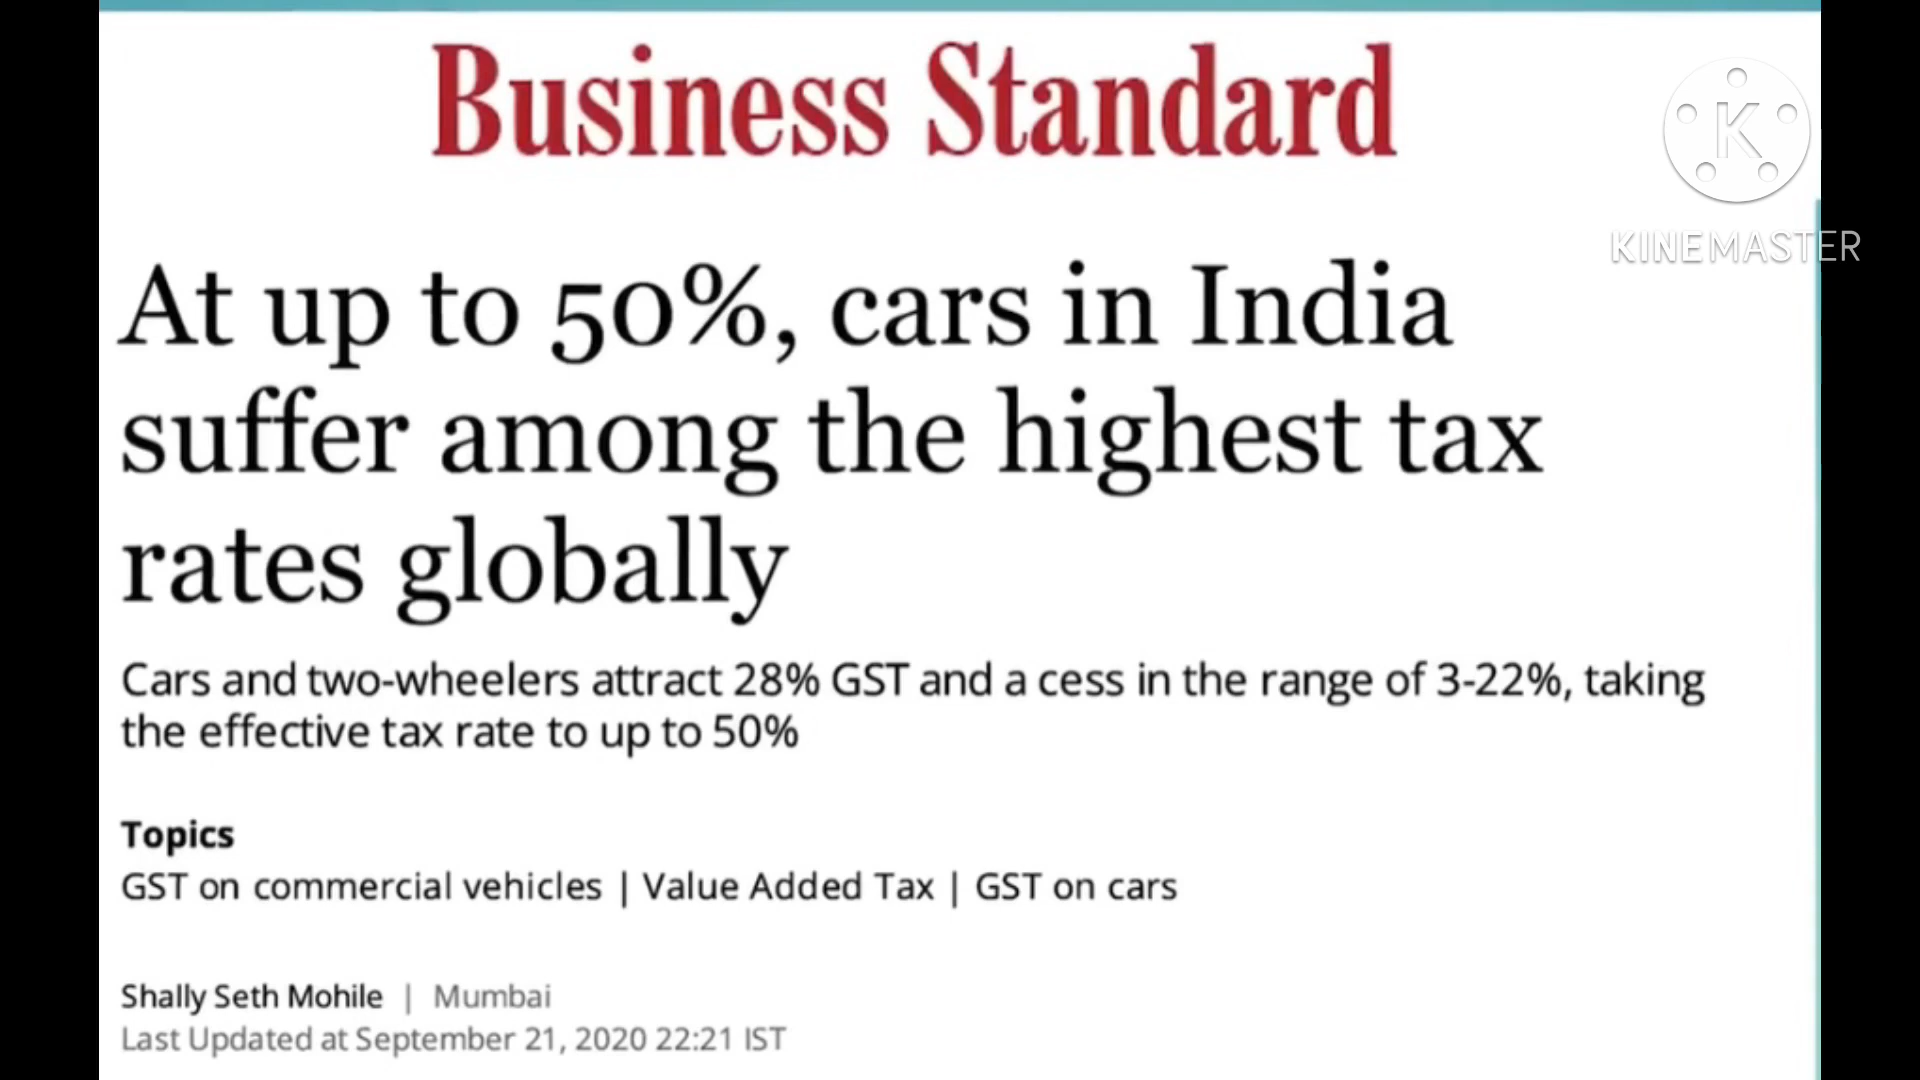 Business Standard
K
KINEMASTER
At up to 50%, cars in India
suffer among the highest tax
rates globally
Cars and two-wheelers attract 28% GST and a cess in the range of 3-22%, taking
the effective tax rate to up to 50%
Topics
GST on commercial vehicles | Value Added Tax | GST on cars
Shally Seth Mohile | Mumbai
Last Updated at September 21, 2020 22:21 IST